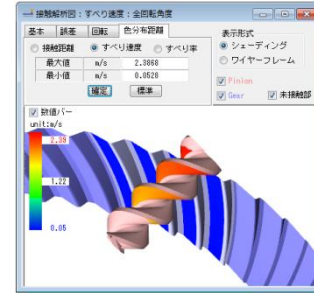 接触解析図：すべり速度：全回転角度
基本 誤差 回転 色分布距離
接触距離 すべり速度 すべり率
最大値 m/s 2.3868
最小値 m/s 0.0528
確定 標準
表示形式
シェーディング
ワイヤーフレーム
Pinion
Gear 未接触部
数値バー
unit:m/s
2.39
1.22
0.05